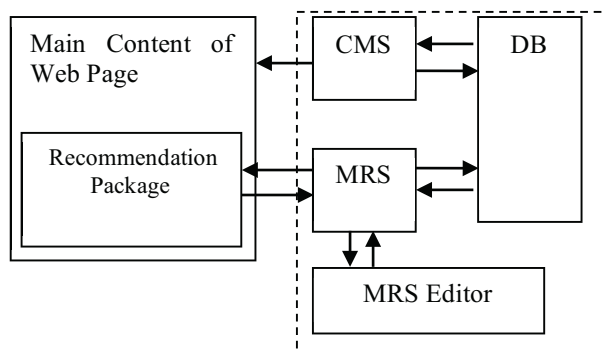 Main Content of
Web Page
Recommendation
Package
CMS
DB
MRS
MRS Editor